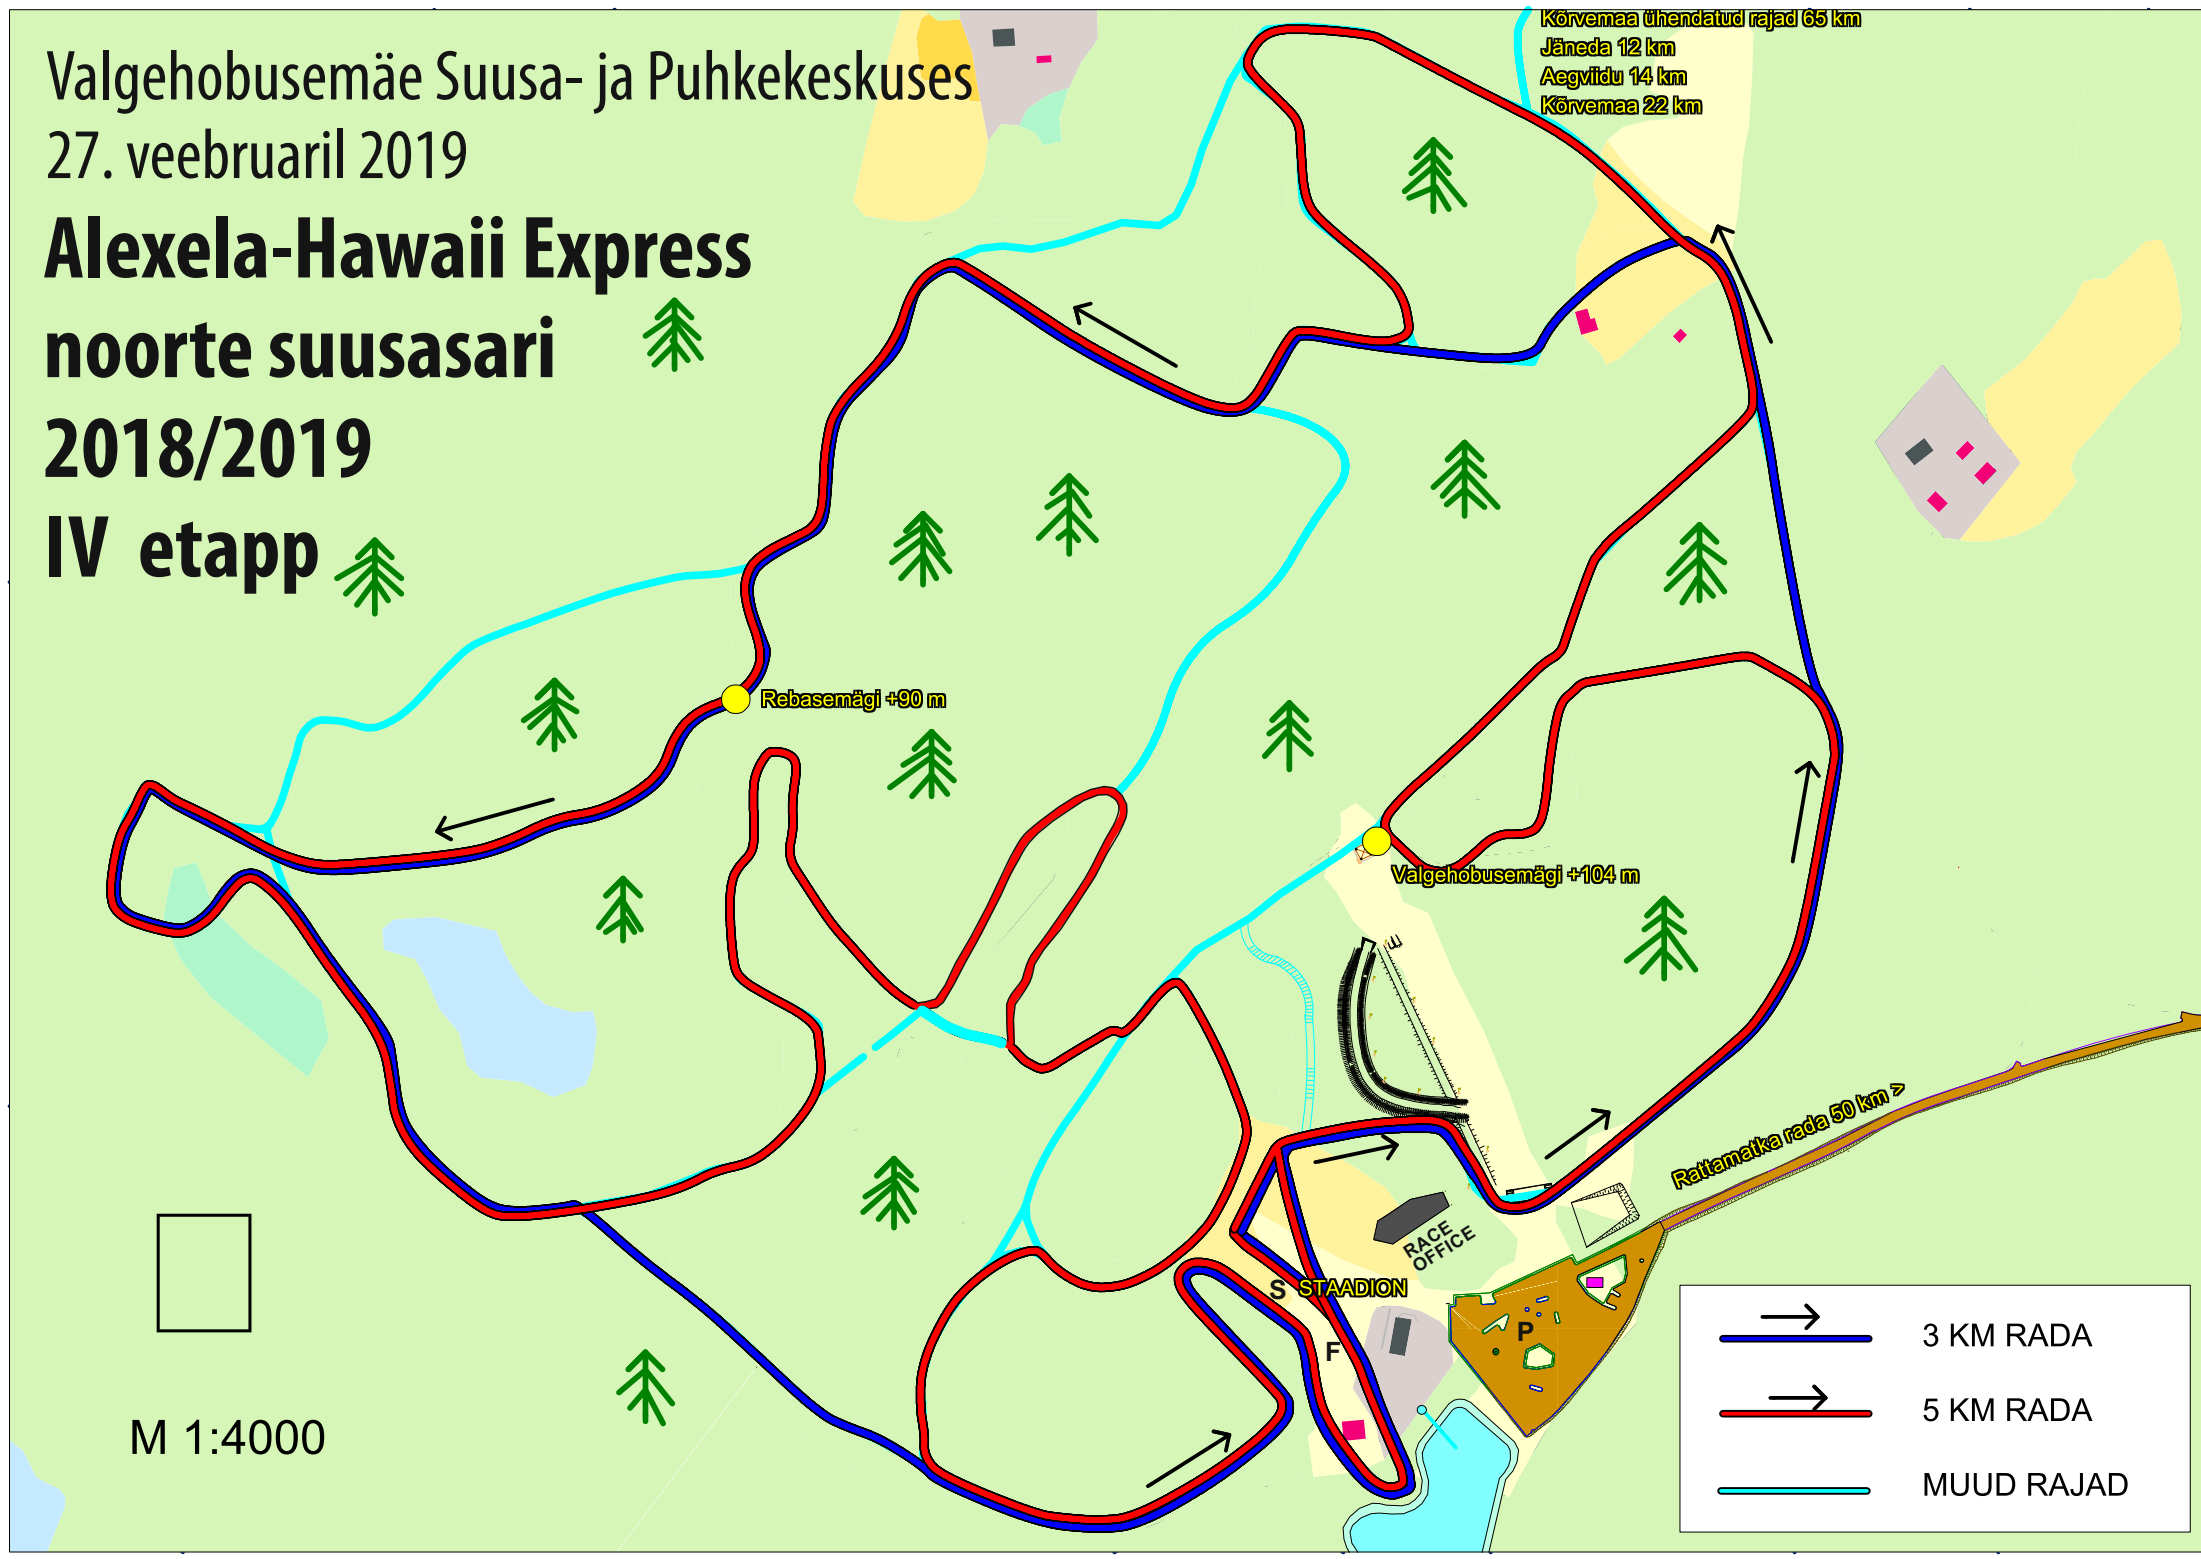 Valgehobusemäe Suusa- ja Puhkekeskuses
27. veebruaril 2019
Alexela-Hawaii Express
noorte suusasari
2018/2019
IV etapp
Kõrvemaa ühendatud rajad 65 km
Jäneda 12 km
Aegviidu 14 km
Kõrvemaa 22 km
Rebasemägi +90 m
Valgehobusemägi +104 m
Rattamatka rada 50 km >
RACE
OFFICE
S STAADION
F
P
M 1:4000
3 KM RADA
5 KM RADA
MUUD RAJAD